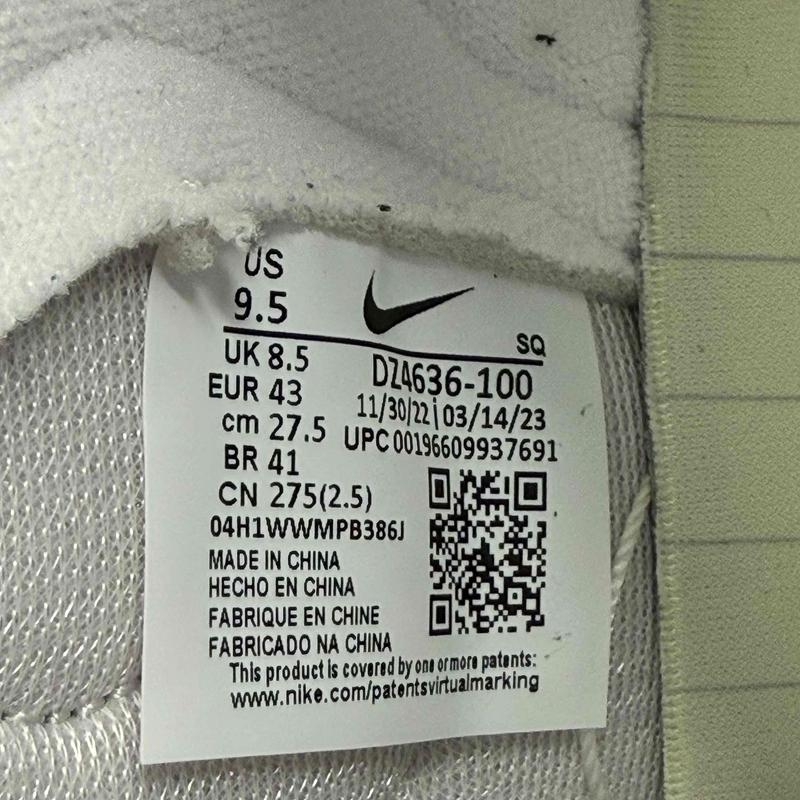 US
9.5
SQ
UK 8.5
DZ4636-100
EUR 43
11/30/22|03/14/23
cm 27.5
UPC 00196609937691
BR 41
CN 275(2.5)
04H1WWMPB386J
MADE IN CHINA
HECHO EN CHINA
FABRIQUE EN CHINE
FABRICADO NA CHINA
This product is covered by one or more patents:
www.nike.com/patentsvirtualmarking